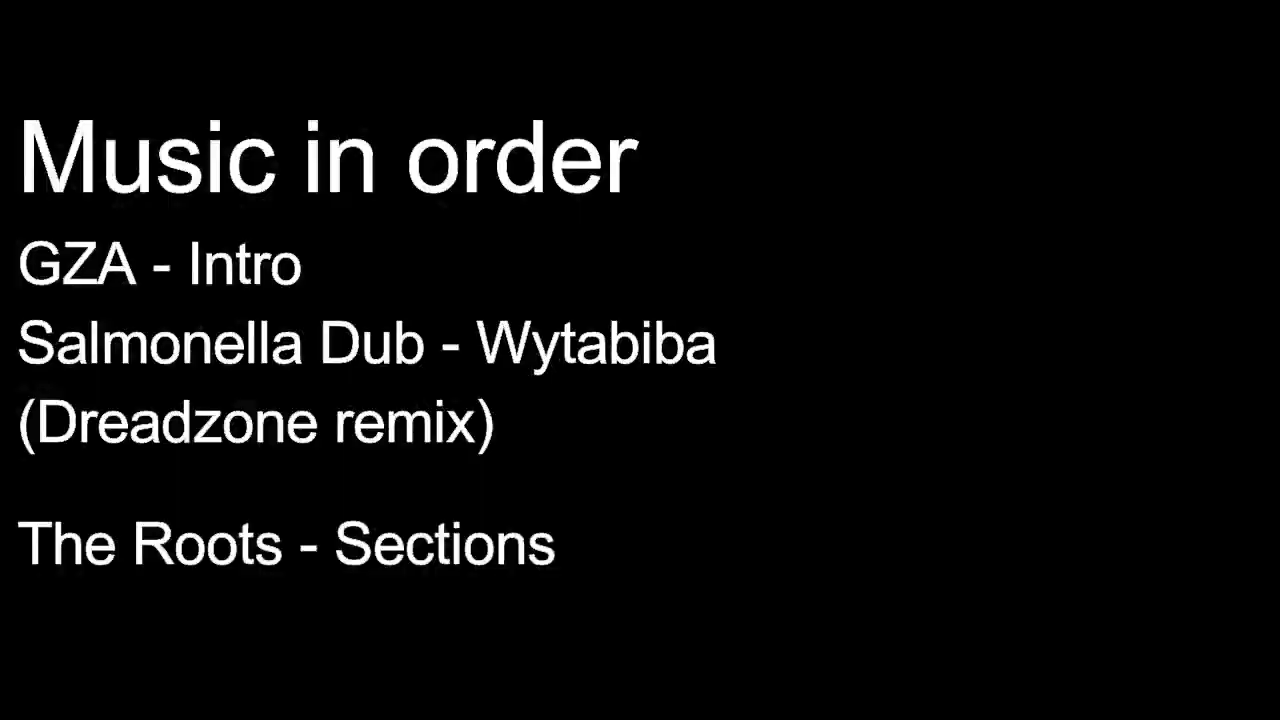 Music in order
GZA - Intro
Salmonella Dub - Wytabiba
(Dreadzone remix)
The Roots - Sections